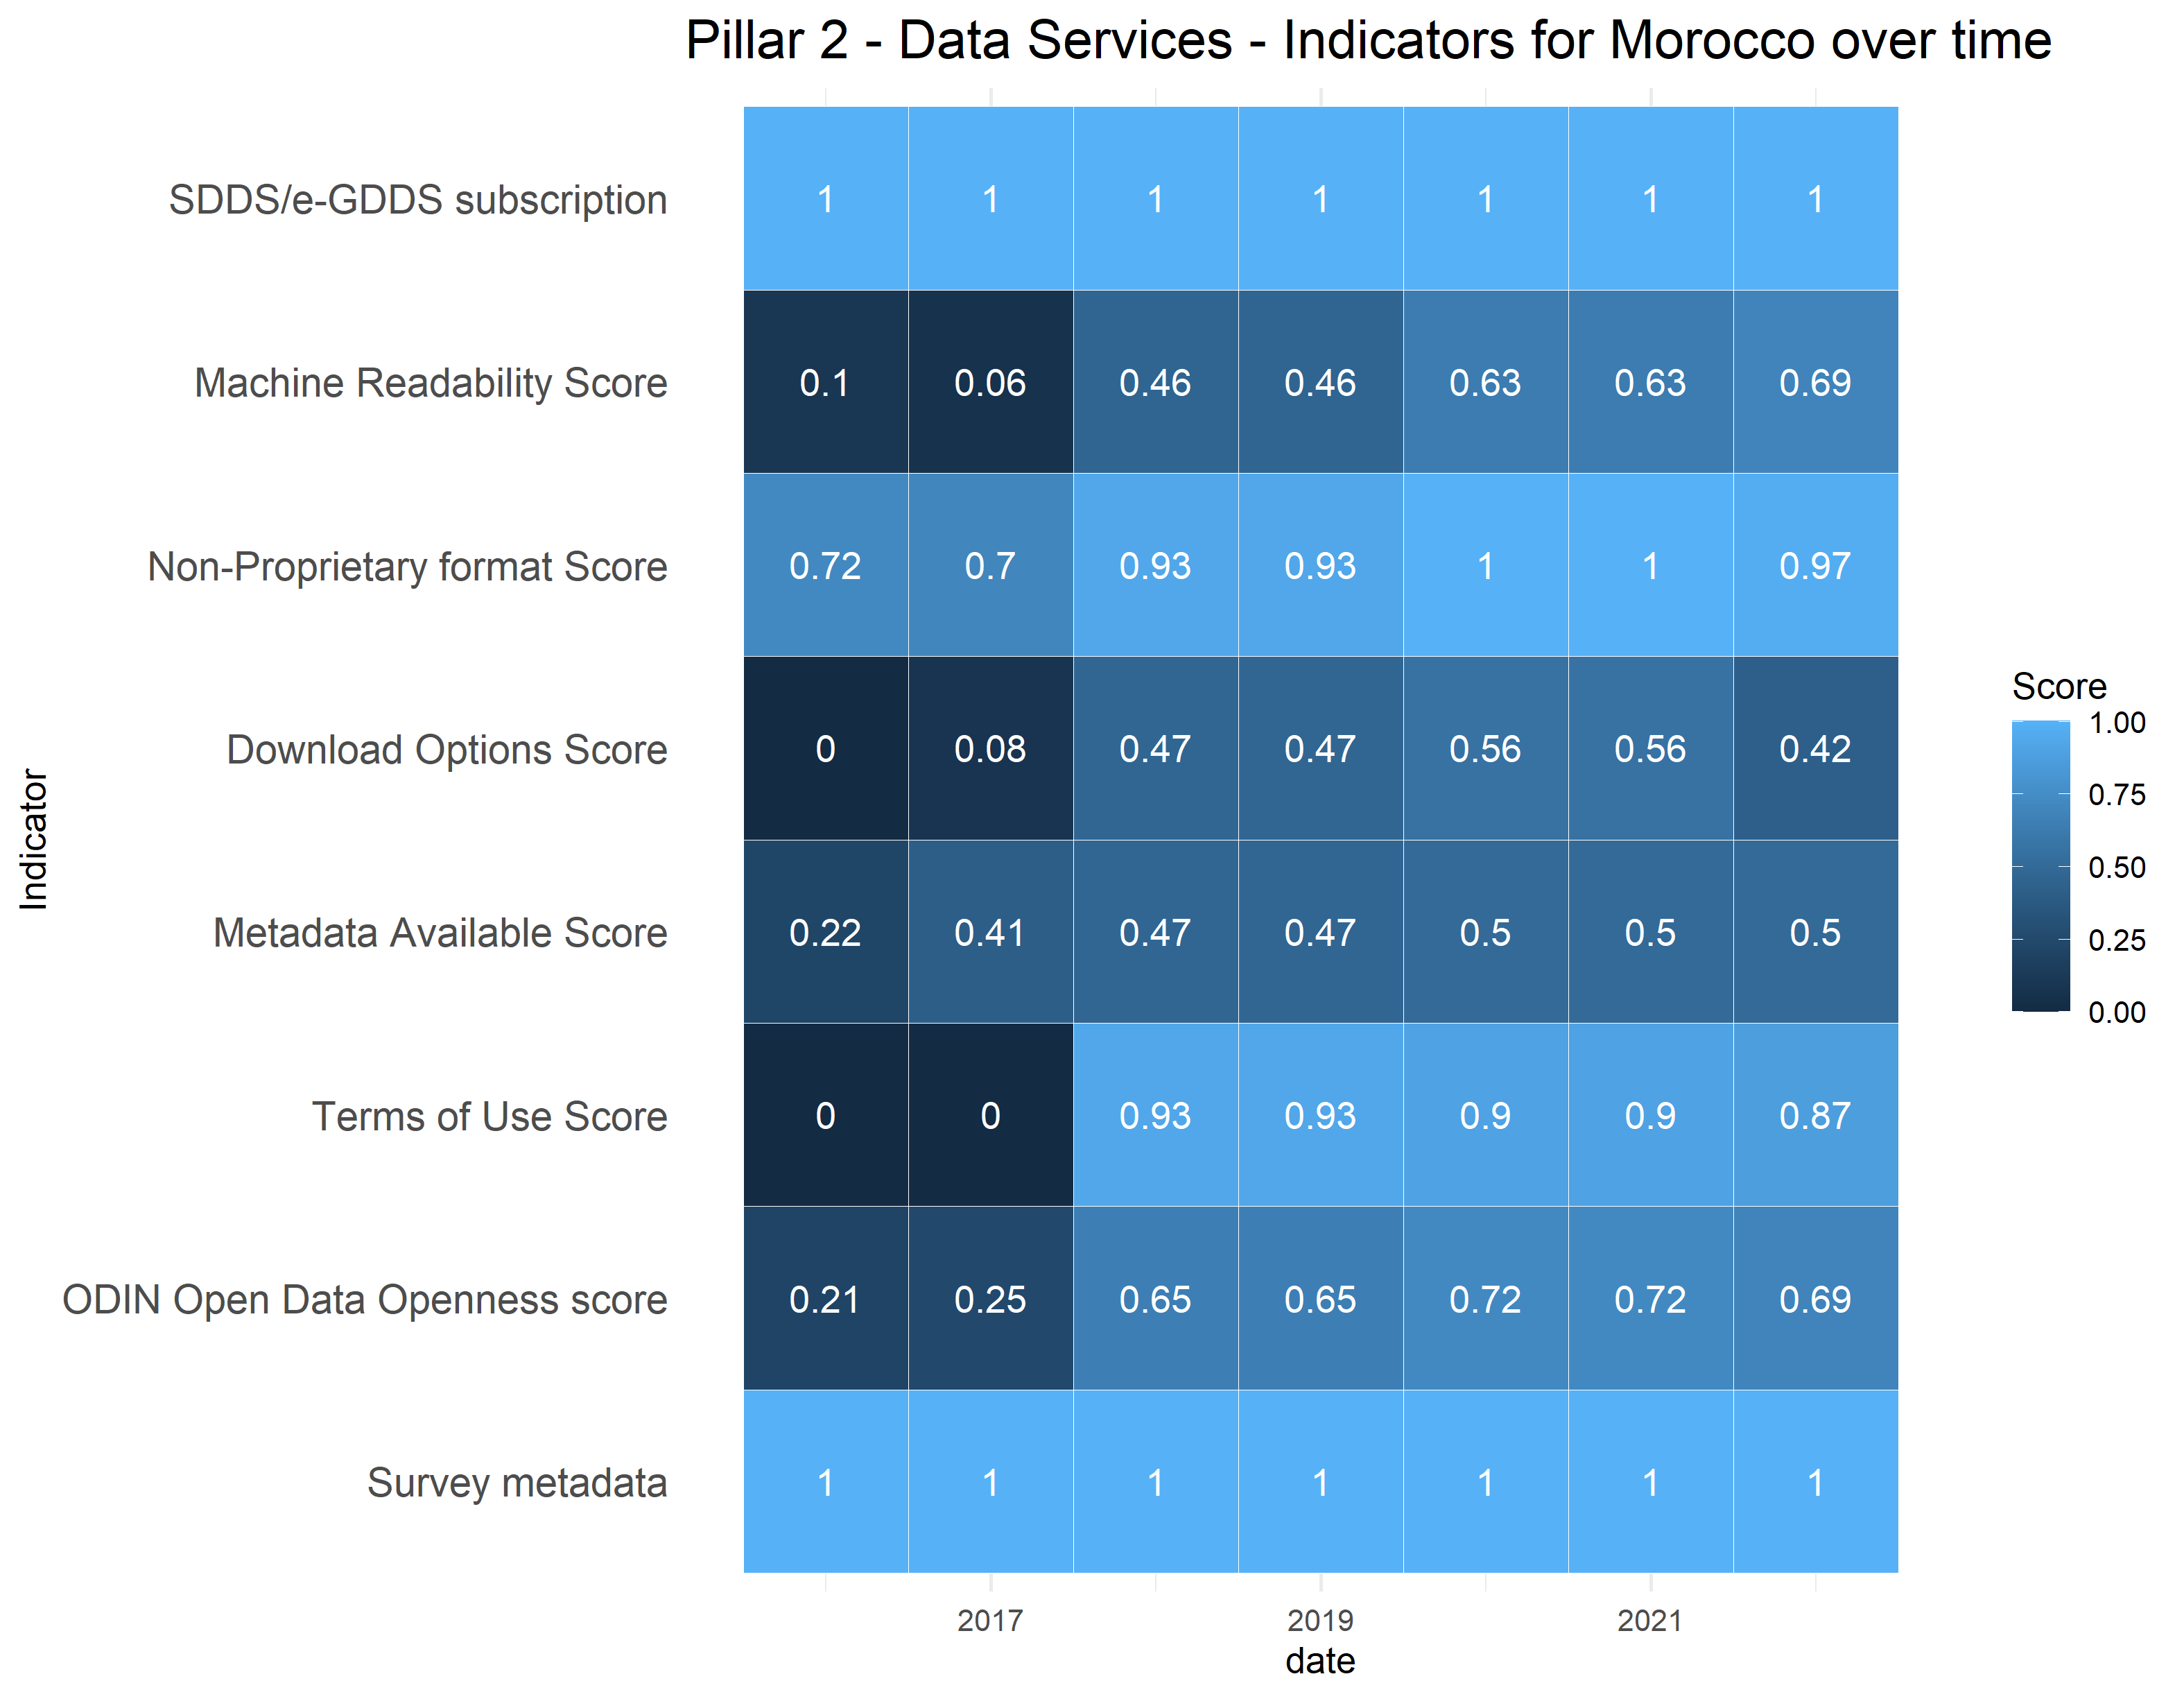 Pillar 2 - Data Services - Indicators for Morocco over time
SDDS/e-GDDS subscription 1 1 1 1 1 1 1
Machine Readability Score 0.1 0.06 0.46 0.46 0.63 0.63 0.69
Non-Proprietary format Score 0.72 0.7 0.93 0.93 1 1 0.97
Download Options Score 0 0.08 0.47 0.47 0.56 0.56 0.42
Metadata Available Score 0.22 0.41 0.47 0.47 0.5 0.5 0.5
Terms of Use Score 0 0 0.93 0.93 0.9 0.9 0.87
ODIN Open Data Openness score 0.21 0.25 0.65 0.65 0.72 0.72 0.69
Survey metadata 1 1 1 1 1 1 1
2017 2019 2021
date
Indicator
Score
1.00
0.75
0.50
0.25
0.00